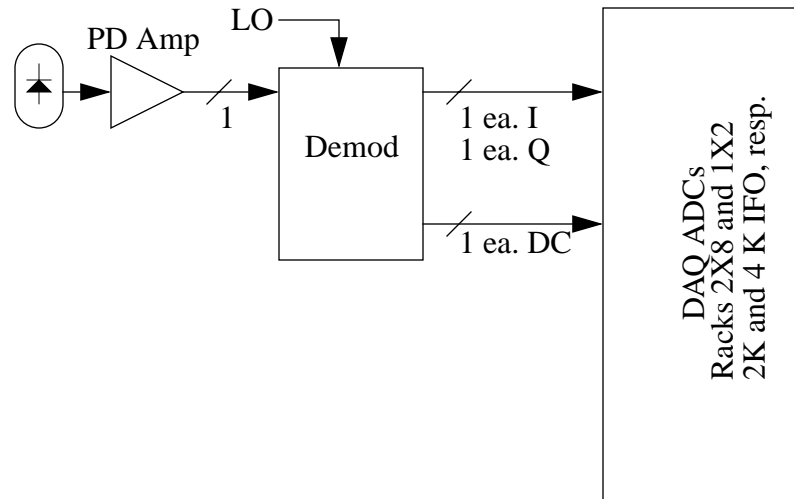 LO
PD Amp
1
Demod
1 ea. I
1 ea. Q
1 ea. DC
DAQ ADCs
Racks 2X8 and 1X2
2K and 4 K IFO, resp.